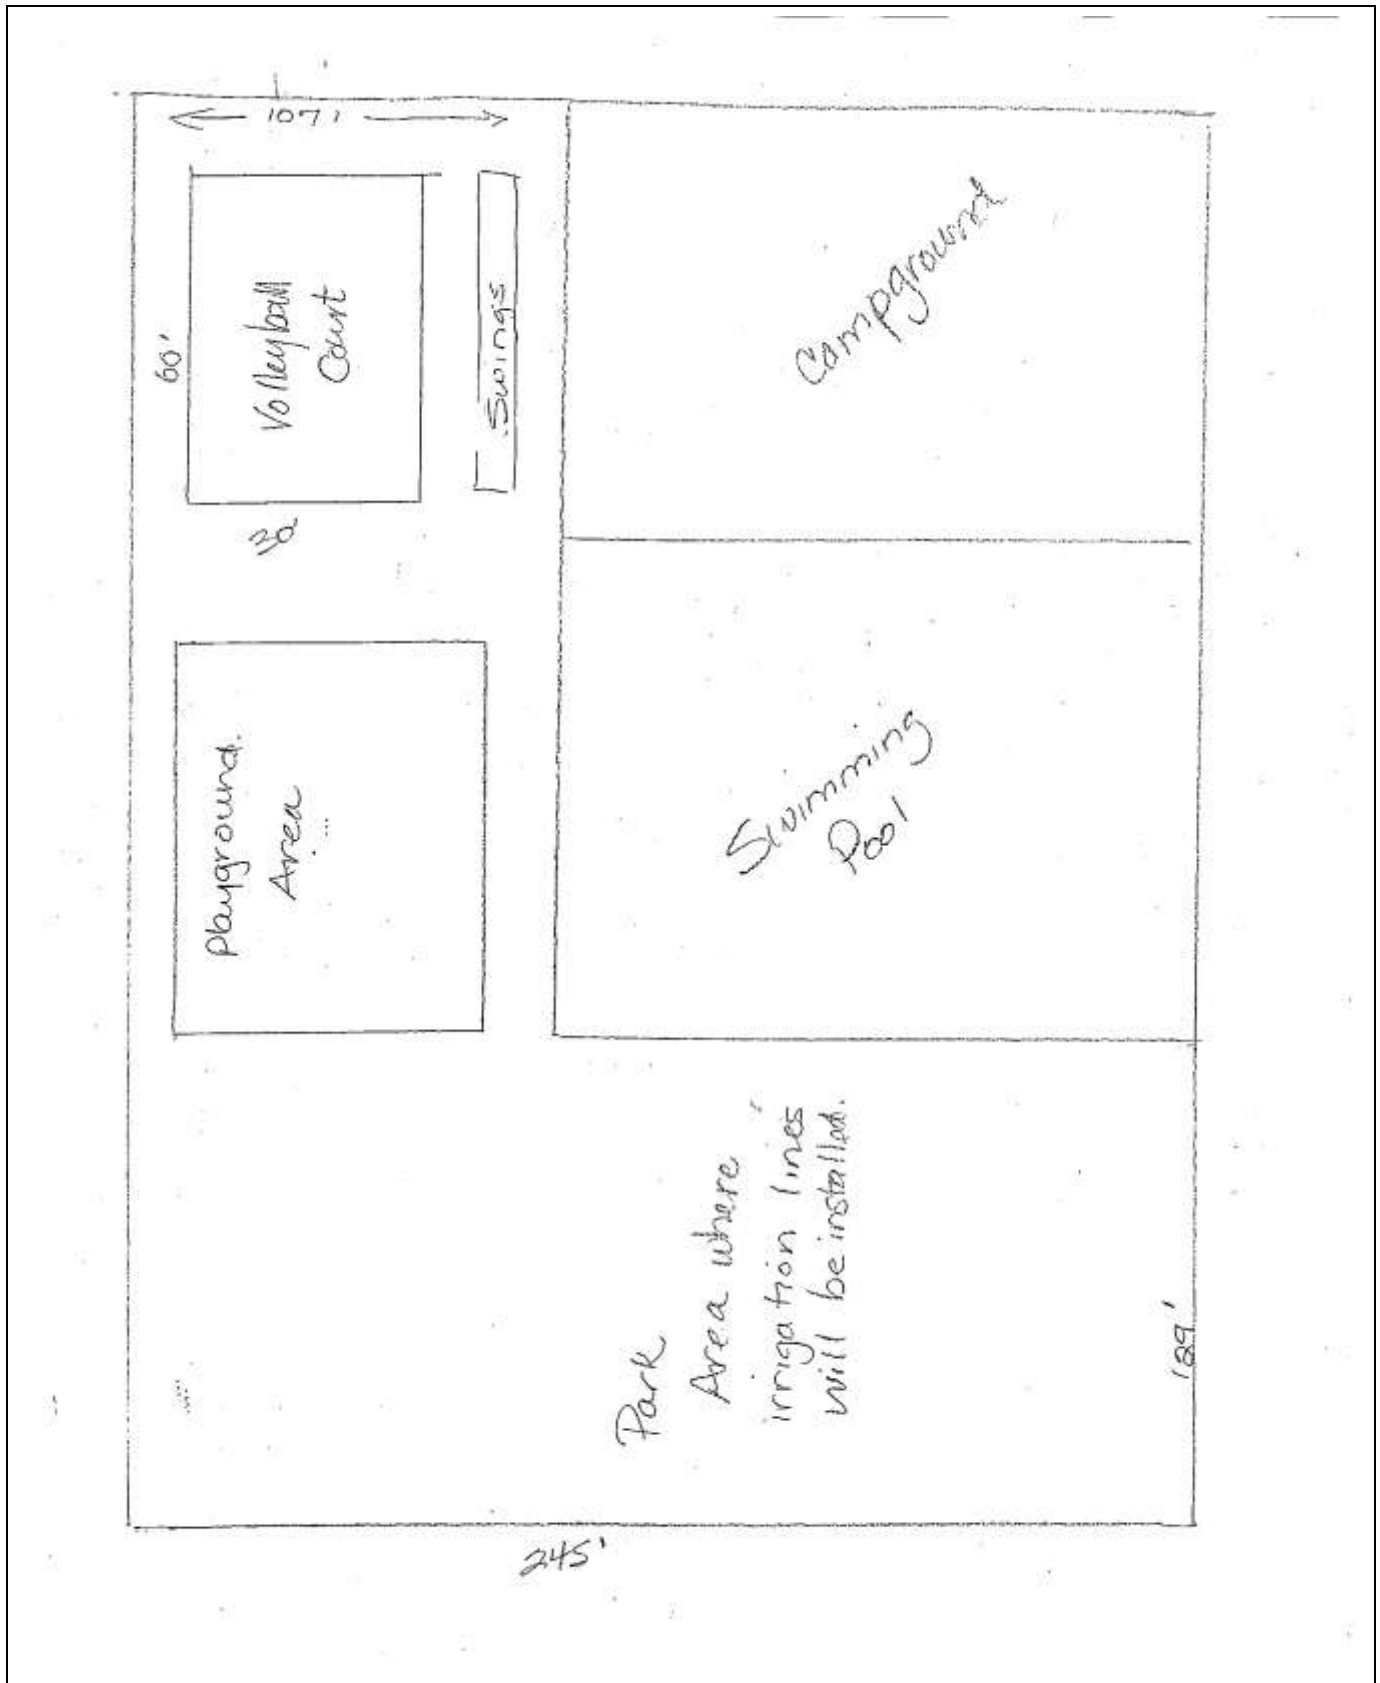 107'
60'
Volleyball
Court
Swings
30
Campground
Playground.
Area
Swimming
Pool
Park
Area where
irrigation lines
will be installed.
129'
245'